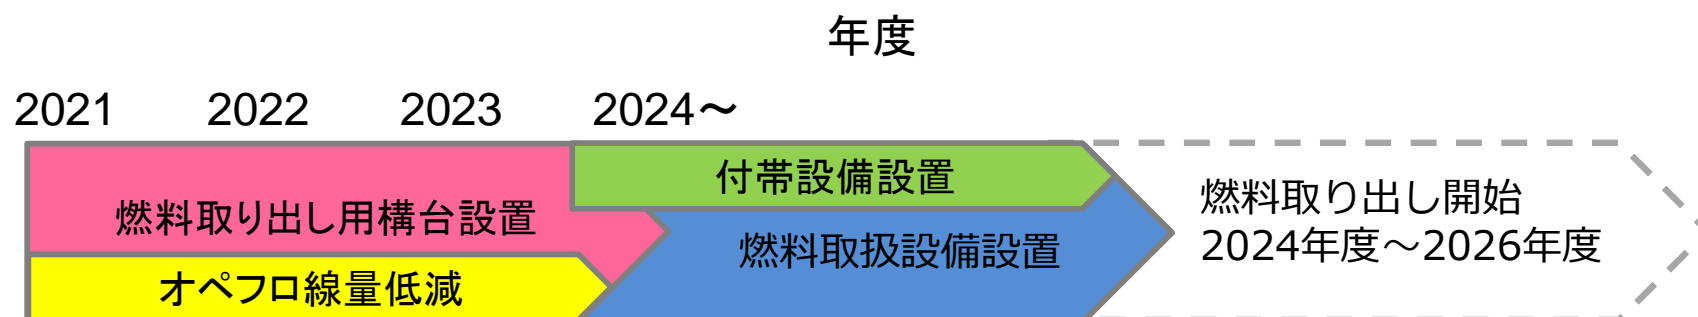 年度
2021 2022 2023 2024～
付帯設備設置
燃料取り出し用構台設置
燃料取扱設備設置
オペフロ線量低減
燃料取り出し開始
2024年度～2026年度